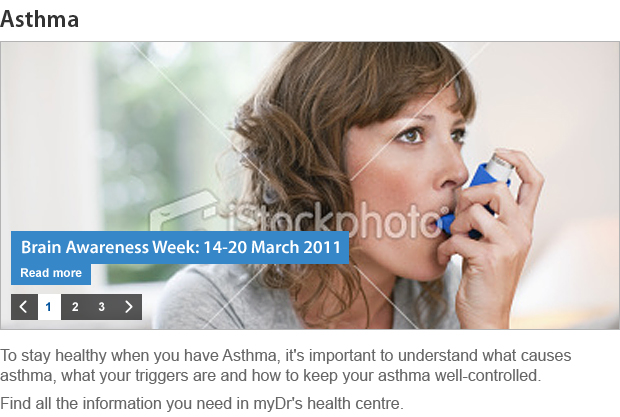 Asthma
iStockphoto
Brain Awareness Week: 14-20 March 2011
Read more
1 2 3
To stay healthy when you have Asthma, it's important to understand what causes
asthma, what your triggers are and how to keep your asthma well-controlled.
Find all the information you need in myDr's health centre.